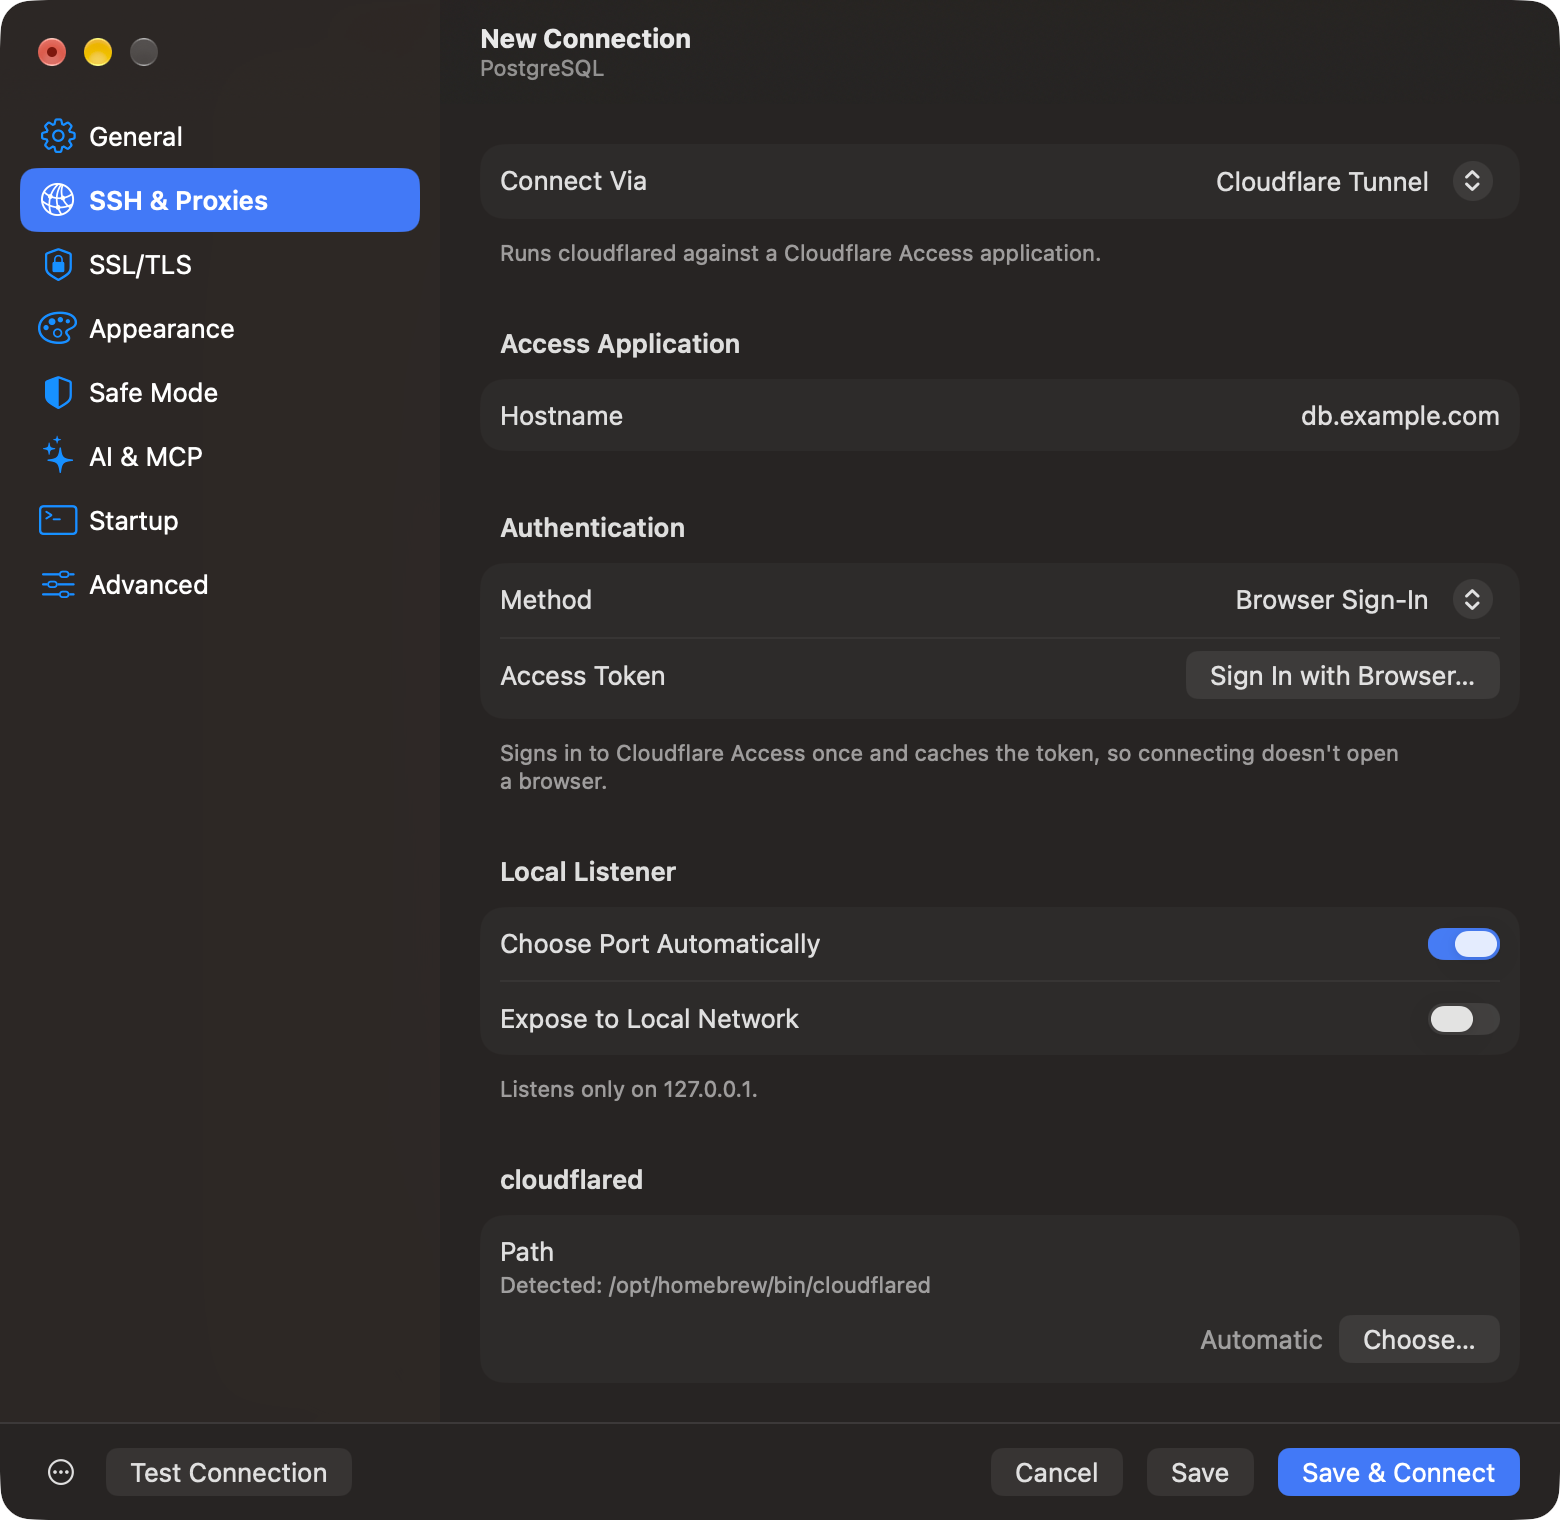 New Connection
PostgreSQL
General
SSH & Proxies
SSL/TLS
Appearance
Safe Mode
AI & MCP
Startup
Advanced
Connect Via
Cloudflare Tunnel
Runs cloudflared against a Cloudflare Access application.
Access Application
Hostname
db.example.com
Authentication
Method
Browser Sign-In
Access Token
Sign In with Browser...
Signs in to Cloudflare Access once and caches the token, so connecting doesn't open
a browser.
Local Listener
Choose Port Automatically
Expose to Local Network
Listens only on 127.0.0.1.
cloudflared
Path
Detected: /opt/homebrew/bin/cloudflared
Automatic
Choose...
Test Connection
Cancel
Save
Save & Connect